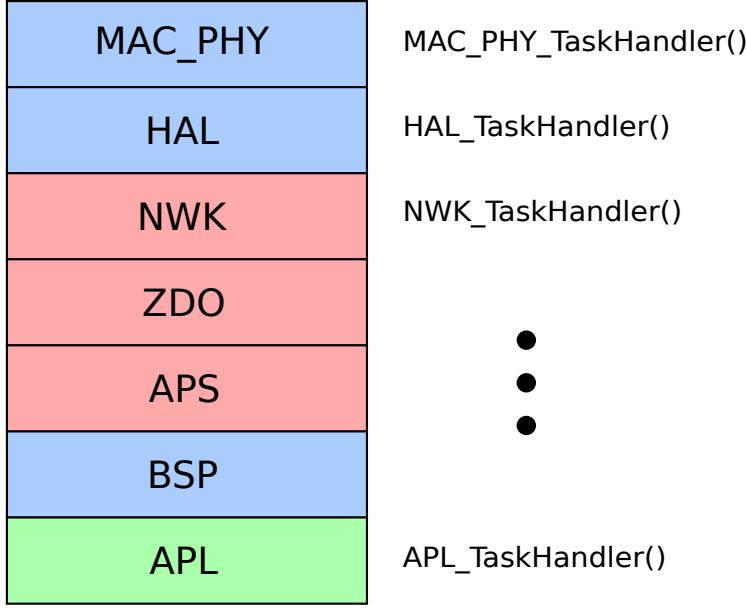 MAC_PHY MAC_PHY_TaskHandler()
HAL HAL_TaskHandler()
NWK NWK_TaskHandler()
ZDO
APS
BSP
APL APL_TaskHandler()